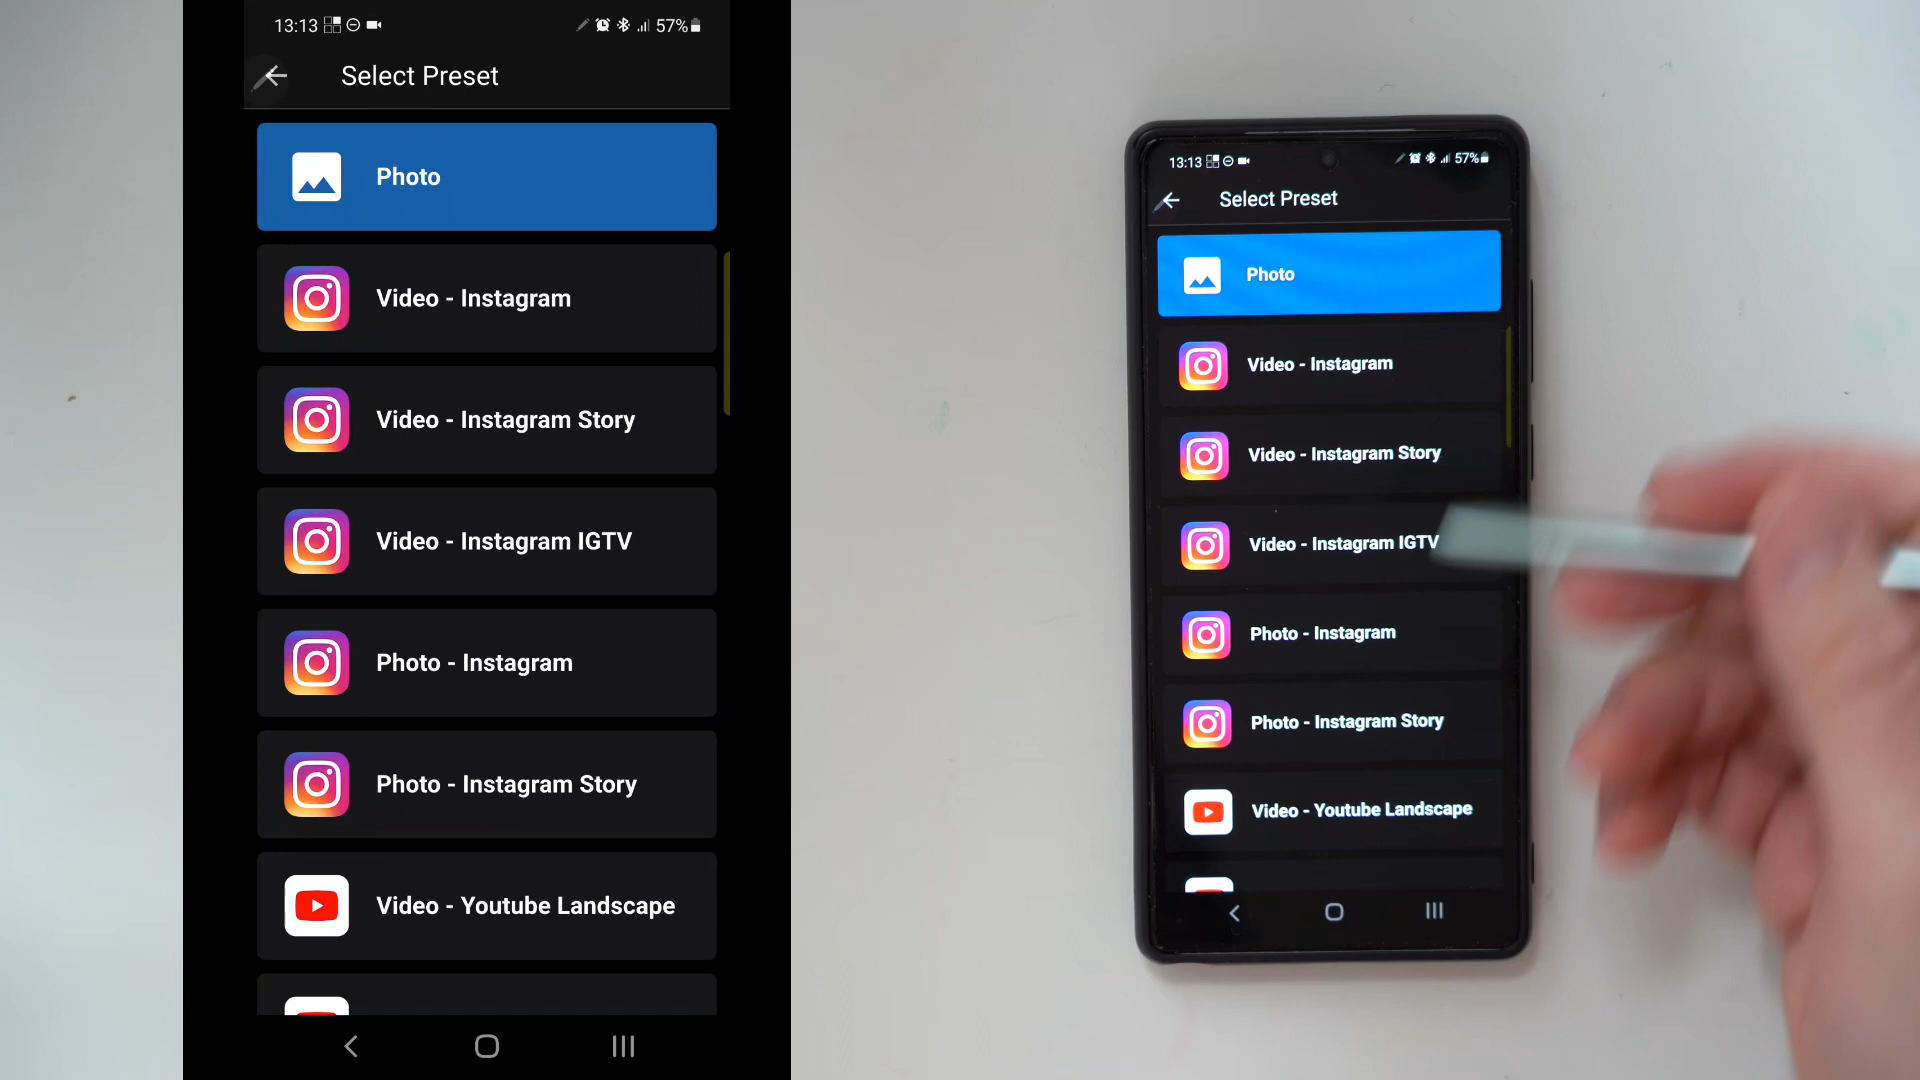 13:13
57%
Select Preset
Photo
Video - Instagram
Video - Instagram Story
Video - Instagram IGTV
Photo - Instagram
Photo - Instagram Story
Video - Youtube Landscape
13:13
57%
Select Preset
Photo
Video - Instagram
Video - Instagram Story
Video - Instagram IGTV
Photo - Instagram
Photo - Instagram Story
Video - Youtube Landscape